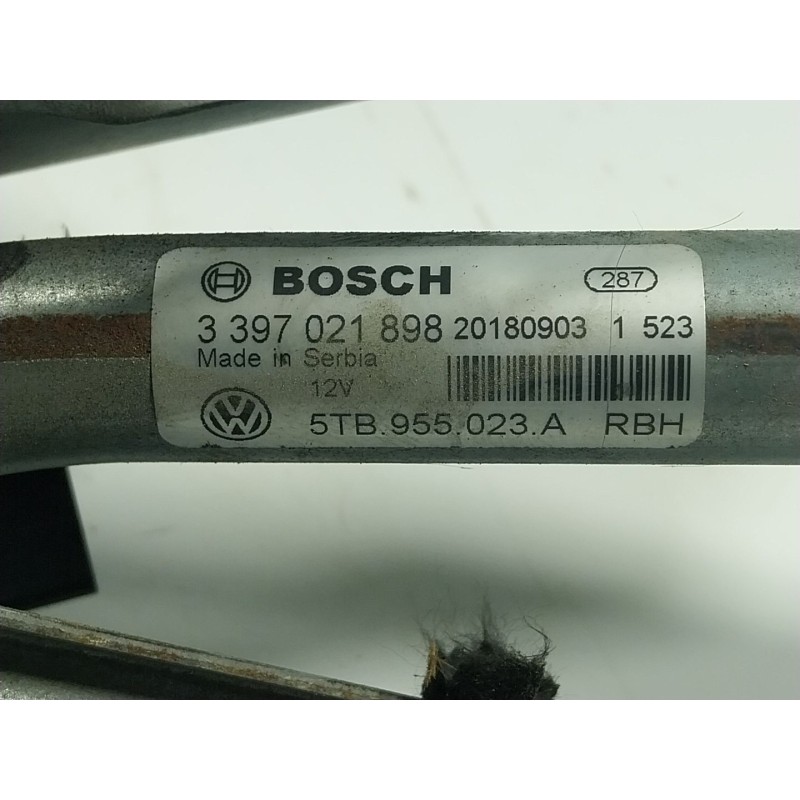 BOSCH 287
3 397 021 898 20180903 1 523
Made in Serbia
12V
5TB.955.023.A RBH